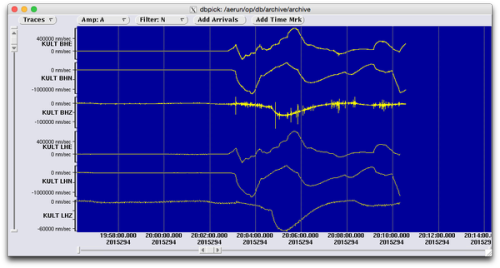 dbpick: /aerun/op/db/archive/archive
Traces Amp: A Filter: N Add Arrivals Add Time Mrk
400000 nm/sec
KULT BHE
0 nm/sec
0 nm/sec
KULT BHN
-1000000 nm/sec
0 nm/sec
KULT BHZ
400000 nm/sec
KULT LHE
0 nm/sec
0 nm/sec
KULT LHN
-1000000 nm/sec
0 nm/sec
KULT LHZ
-60000 nm/sec
19:58:00.000 20:00:00.000 20:02:00.000 20:04:00.000 20:06:00.000 20:08:00.000 20:10:00.000 20:12:00.000 20:14:00.0
2015294 2015294 2015294 2015294 2015294 2015294 2015294 2015294 2015294